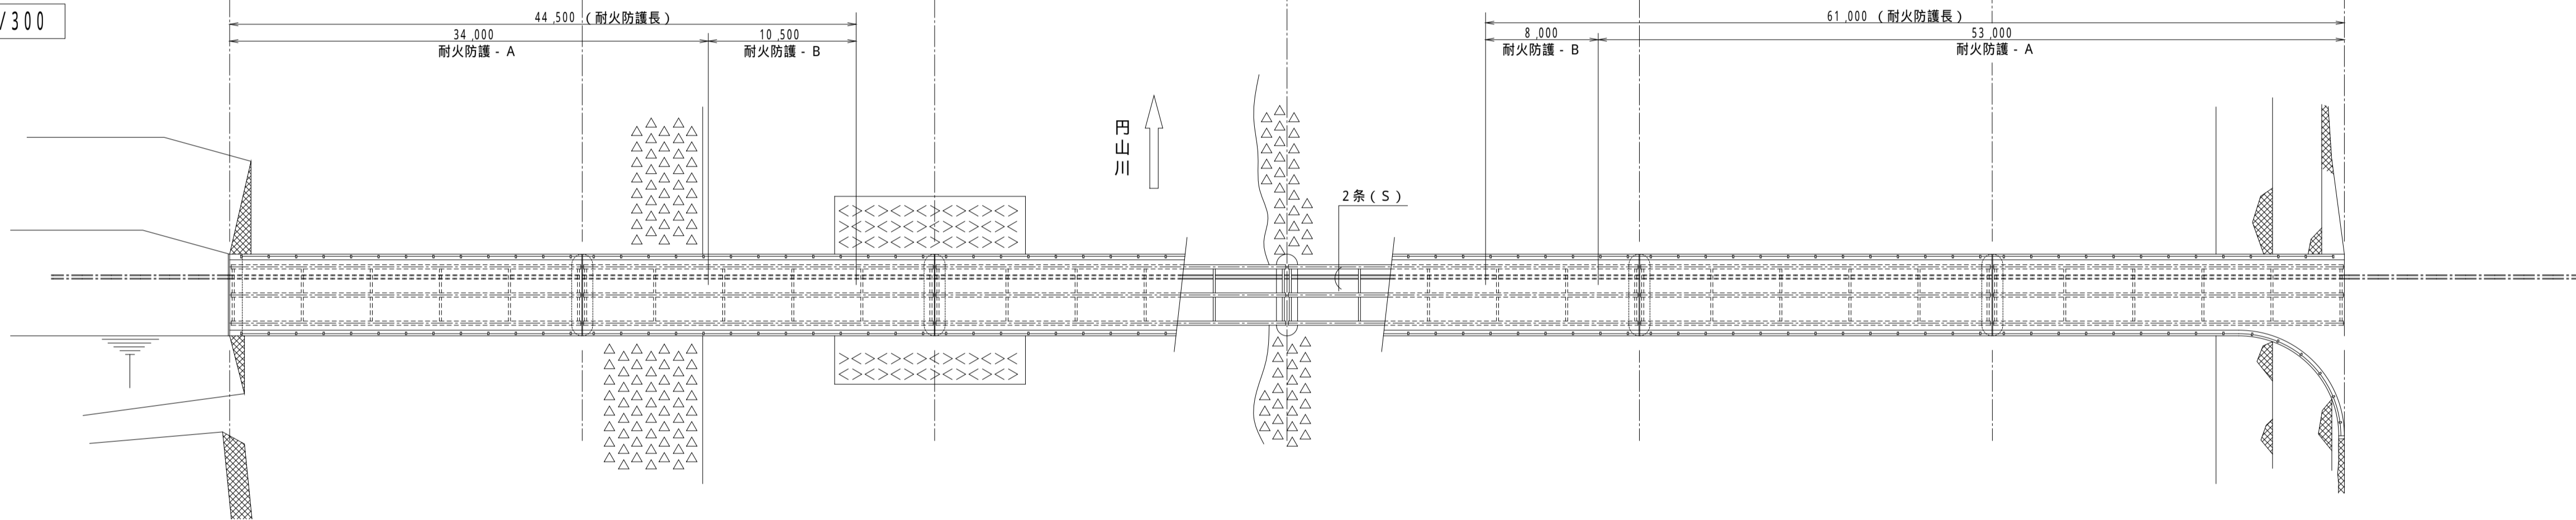 /300
44,500 (耐火防護長)
34,000
耐火防護 - A
10,500
耐火防護 - B
61,000 (耐火防護長)
8,000
耐火防護 - B
53,000
耐火防護 - A
円山川
2条(S)